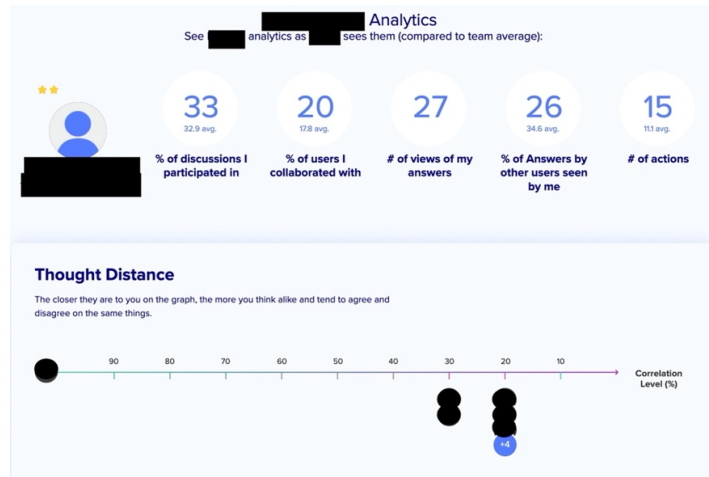 Analytics
See analytics as sees them (compared to team average):
33
32.9 avg.
% of discussions I
participated in
20
17.8 avg.
% of users I
collaborated with
27
# of views of my
answers
26
34.6 avg.
% of Answers by
other users seen
by me
15
11.1 avg.
# of actions
Thought Distance
The closer they are to you on the graph, the more you think alike and tend to agree and
disagree on the same things.
90 80 70 60 50 40 30 20 10
Correlation
Level (%)
+4